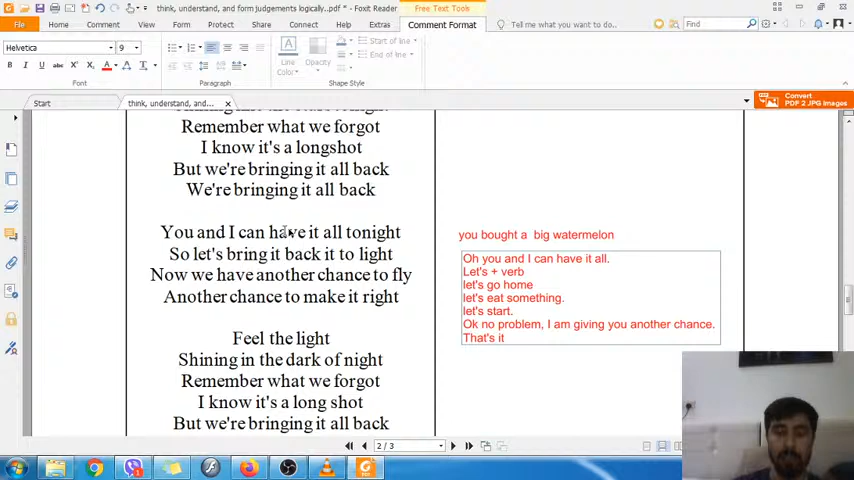 think, understand, and form judgements logically..pdf * - Foxit Reader
Free Text Tools
File
Home
Comment
View
Form
Protect
Share
Connect
Help
Extras
Comment Format
Tell me what you want to do..
Find
Helvetica
9
Start of line
End of line
Line
Color
Opacity
Font
Shape Style
Start
think, understand, and...
Convert
PDF 2 JPG Images
Remember what we forgot
I know it's a longshot
But we're bringing it all back
We're bringing it all back
You and I can have it all tonight
So let's bring it back it to light
Now we have another chance to fly
Another chance to make it right
Feel the light
Shining in the dark of night
Remember what we forgot
I know it's a long shot
But we're bringing it all back
you bought a big watermelon
Oh you and I can have it all.
Let's + verb
let's go home
let's eat something.
let's start.
Ok no problem, I am giving you another chance.
That's it
2 / 3